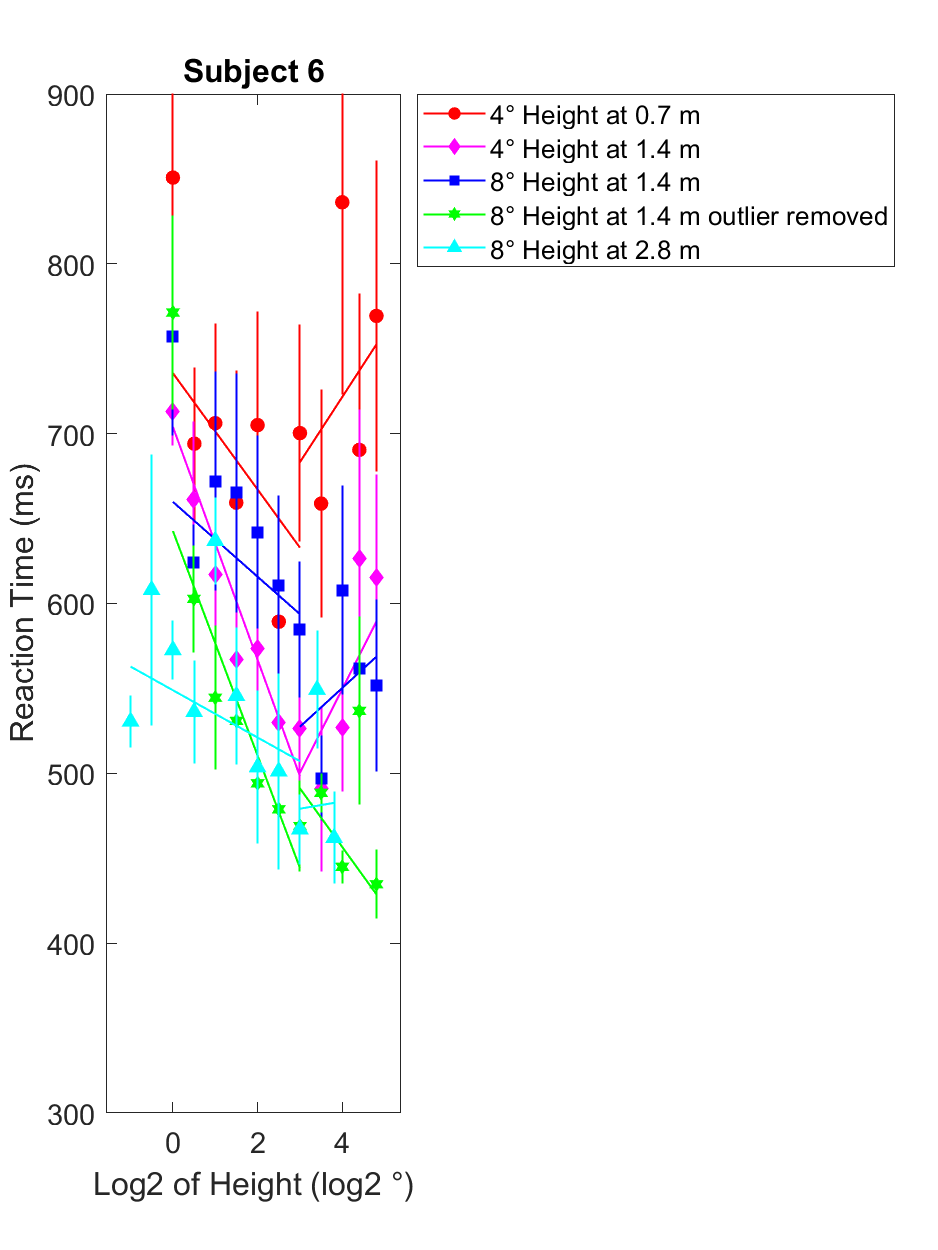 Subject 6
900
800
700
600
500
400
300
0
2
4
Reaction Time (ms)
Log2 of Height (log2 °)
4° Height at 0.7 m
4° Height at 1.4 m
8° Height at 1.4 m
8° Height at 1.4 m outlier removed
8° Height at 2.8 m